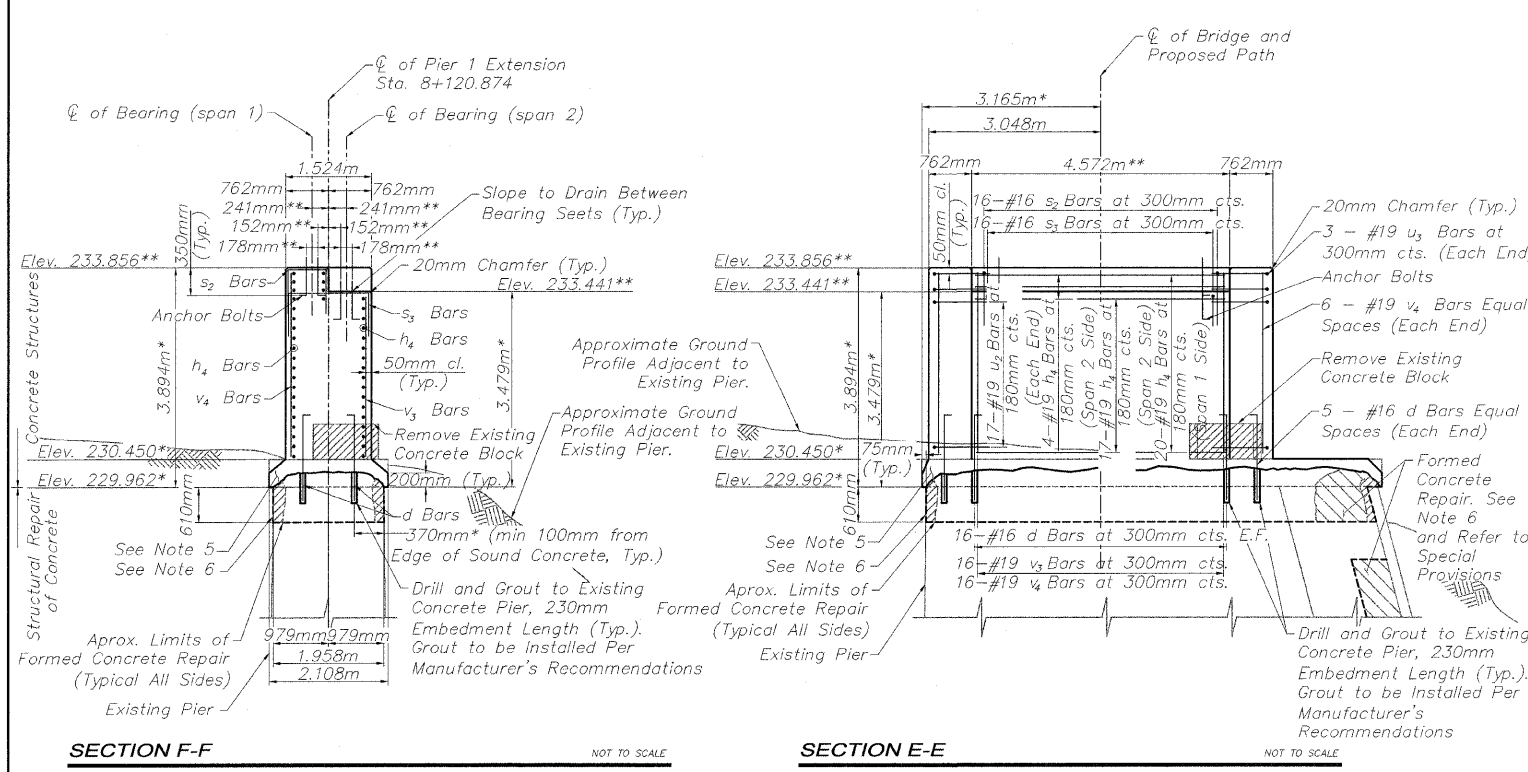 ℄ of Pier 1 Extension
Sta. 8+120.874
℄ of Bearing (span 1)
℄ of Bearing (span 2)
1.524m
762mm
762mm
241mm**
241mm**
152mm**
152mm**
178mm**
178mm**
350mm
(Typ.)
Slope to Drain Between
Bearing Seets (Typ.)
Elev. 233.856**
20mm Chamfer (Typ.)
Elev. 233.441**
s2 Bars
Anchor Bolts
s3 Bars
h4 Bars
h4 Bars
50mm cl.
(Typ.)
v4 Bars
v3 Bars
3.894m*
3.479m*
Concrete Structures
Structural Repair
of Concrete
Remove Existing
Concrete Block
Approximate Ground
Profile Adjacent to
Existing Pier.
Elev. 230.450*
Elev. 229.962*
200mm (Typ.)
610mm
d Bars
370mm* (min 100mm from
Edge of Sound Concrete, Typ.)
See Note 5
See Note 6
Drill and Grout to Existing
Concrete Pier, 230mm
Embedment Length (Typ.).
Grout to be Installed Per
Manufacturer's Recommendations
Aprox. Limits of
Formed Concrete Repair
(Typical All Sides)
979mm
979mm
1.958m
2.108m
Existing Pier
SECTION F-F
NOT TO SCALE
℄ of Bridge and
Proposed Path
3.165m*
3.048m
762mm
4.572m**
762mm
50mm cl.
(Typ.)
16-#16 s2 Bars at 300mm cts.
16-#16 s3 Bars at 300mm cts.
20mm Chamfer (Typ.)
3 - #19 u3 Bars at
300mm cts. (Each End)
Anchor Bolts
6 - #19 v4 Bars Equal
Spaces (Each End)
Remove Existing
Concrete Block
5 - #16 d Bars Equal
Spaces (Each End)
Elev. 233.856**
Elev. 233.441**
Approximate Ground
Profile Adjacent to
Existing Pier.
3.894m*
3.479m*
17-#19 u2 Bars at
180mm cts.
(Each End)
4-#19 h4 Bars at
180mm cts.
(Span 2 Side)
17-#19 h4 Bars at
180mm cts.
(Span 2 Side)
20-#19 h4 Bars at
180mm cts.
(Span 1 Side)
75mm
(Typ.)
Elev. 230.450*
Elev. 229.962*
610mm
Formed
Concrete
Repair. See
Note 6
and Refer to
Special
Provisions
See Note 5
See Note 6
16-#16 d Bars at 300mm cts. E.F.
16-#19 v3 Bars at 300mm cts.
16-#19 v4 Bars at 300mm cts.
Aprox. Limits of
Formed Concrete Repair
(Typical All Sides)
Existing Pier
Drill and Grout to Existing
Concrete Pier, 230mm
Embedment Length (Typ.).
Grout to be Installed Per
Manufacturer's
Recommendations
SECTION E-E
NOT TO SCALE